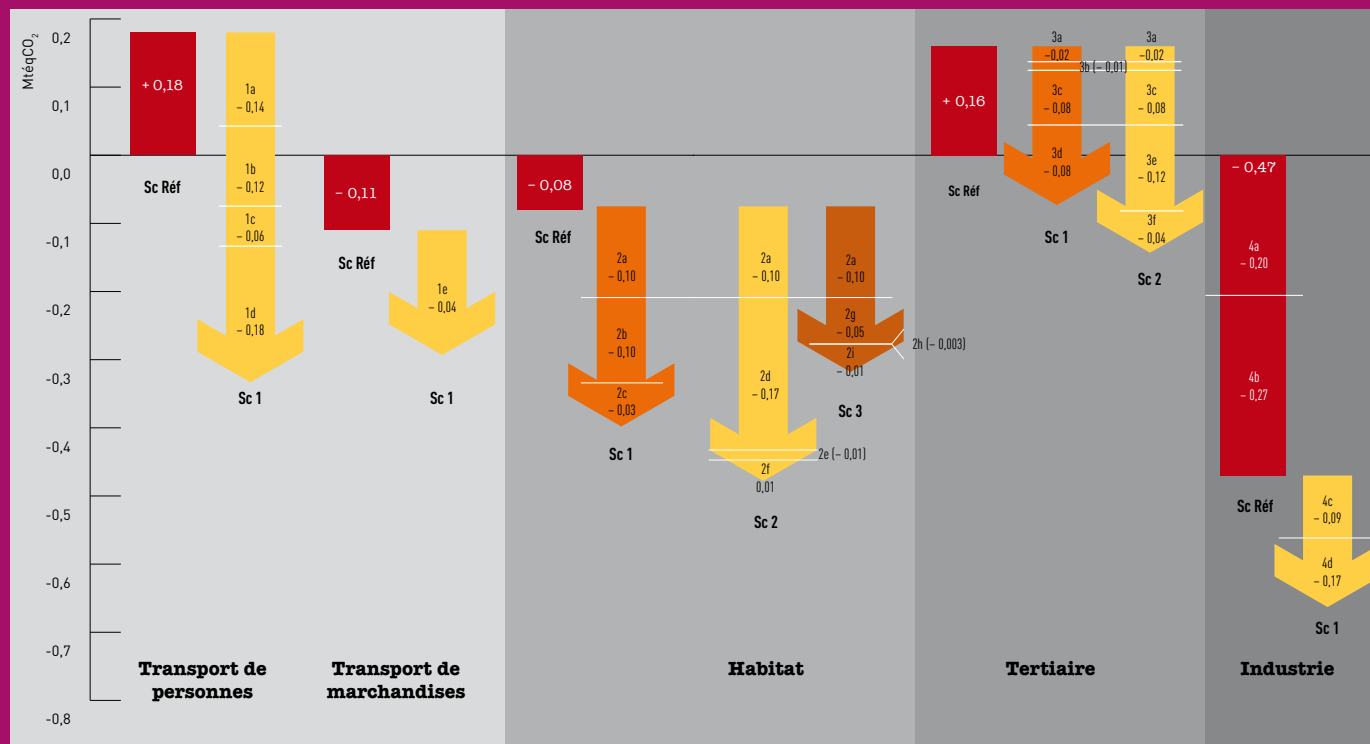 MtéqCO2
0,2
0,1
0,0
-0,1
-0,2
-0,3
-0,4
-0,5
-0,6
-0,7
-0,8
+ 0,18
Sc Réf
1a
– 0,14
1b
– 0,12
1c
– 0,06
1d
– 0,18
Sc 1
Transport de
personnes
– 0,11
Sc Réf
1e
– 0,04
Sc 1
Transport de
marchandises
– 0,08
Sc Réf
2a
– 0,10
2b
– 0,10
2c
– 0,03
Sc 1
2a
– 0,10
2d
– 0,17
2e (– 0,01)
2f
0,01
Sc 2
2a
– 0,10
2g
– 0,05
2h (– 0,003)
2i
– 0,01
Sc 3
Habitat
+ 0,16
Sc Réf
3a
–0,02
3b (– 0,01)
3c
– 0,08
3d
– 0,08
Sc 1
3a
–0,02
3c
– 0,08
3e
– 0,12
3f
– 0,04
Sc 2
Tertiaire
– 0,47
4a
– 0,20
4b
– 0,27
Sc Réf
4c
– 0,09
4d
– 0,17
Sc 1
Industrie